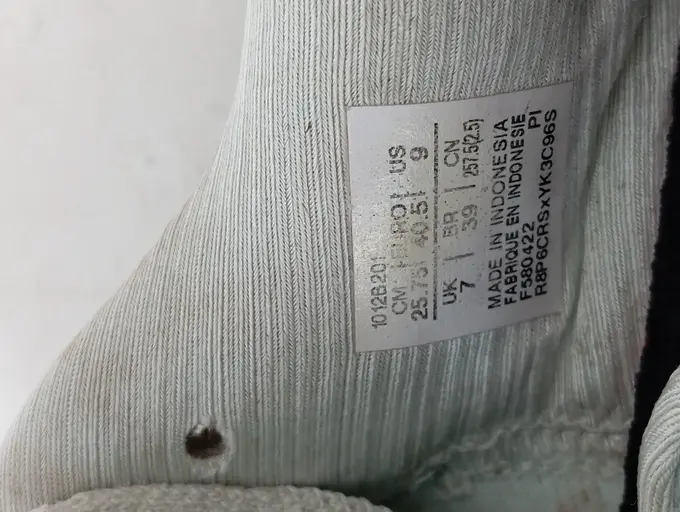 1012B201
CM | EURO | US
25.75 | 40.5 | 9
UK | BR | CN
7 | 39 | 257.5(2.5)
MADE IN INDONESIA
FABRIQUE EN INDONESIE
F580422 PI
R8P6CRSxYK3C96S